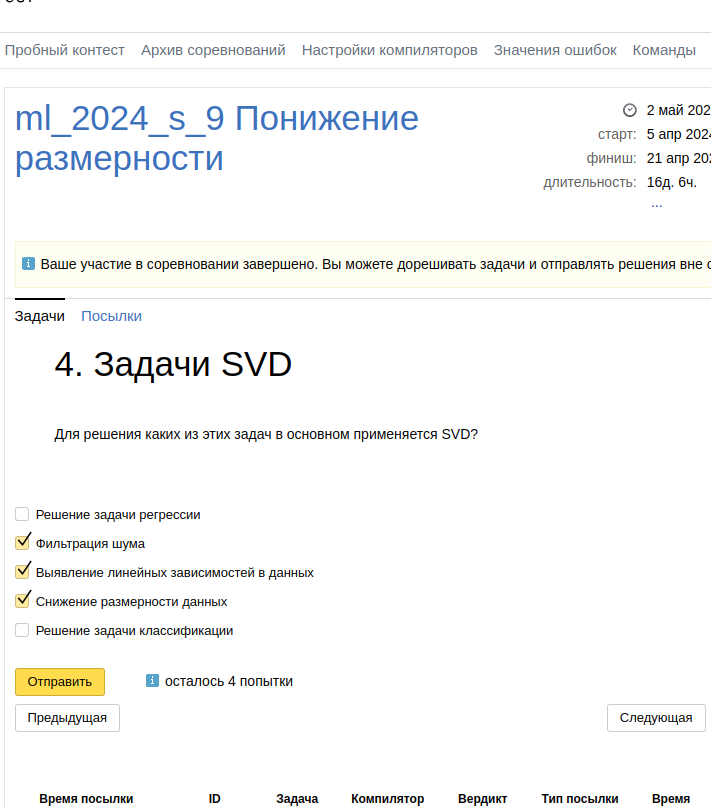 Пробный контест Архив соревнований Настройки компиляторов Значения ошибок Команды
ml_2024_s_9 Понижение
размерности
2 май 202
старт: 5 апр 2024
финиш: 21 апр 202
длительность: 16д. 6ч.
...
Ваше участие в соревновании завершено. Вы можете дорешивать задачи и отправлять решения вне с
Задачи Посылки
4. Задачи SVD
Для решения каких из этих задач в основном применяется SVD?
Решение задачи регрессии
Фильтрация шума
Выявление линейных зависимостей в данных
Снижение размерности данных
Решение задачи классификации
Отправить осталось 4 попытки
Предыдущая Следующая
Время посылки ID Задача Компилятор Вердикт Тип посылки Время